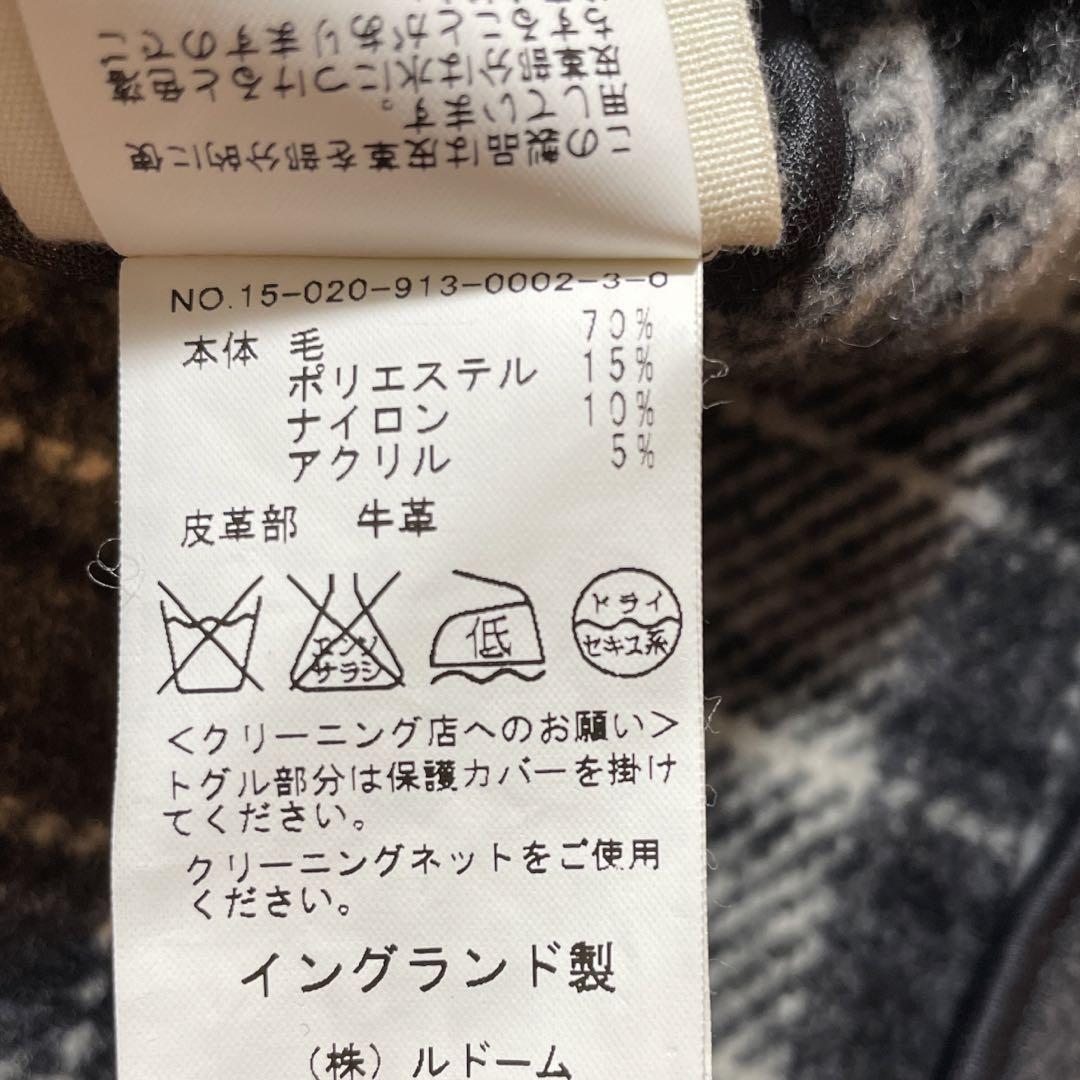 この製品は皮革を部分的に使
用しています。
皮革部分は水につけると色落
ちすることがありますのでご
NO.15-020-913-0002-3-0
本体 毛 70%
ポリエステル 15%
ナイロン 10%
アクリル 5%
皮革部 牛革
エンソ サラシ
低
ドライ
セキユ系
<クリーニング店へのお願い>
トグル部分は保護カバーを掛け
てください。
クリーニングネットをご使用
ください。
イングランド製
(株)ルドーム